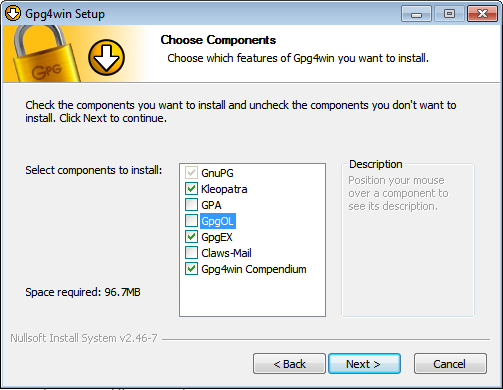 Gpg4win Setup
GPG
Choose Components
Choose which features of Gpg4win you want to install.
Check the components you want to install and uncheck the components you don't want to
install. Click Next to continue.
Select components to install:
GnuPG
Kleopatra
GPA
GpgOL
GpgEX
Claws-Mail
Gpg4win Compendium
Description
Position your mouse
over a component to
see its description.
Space required: 96.7MB
Nullsoft Install System v2.46-7
< Back
Next >
Cancel